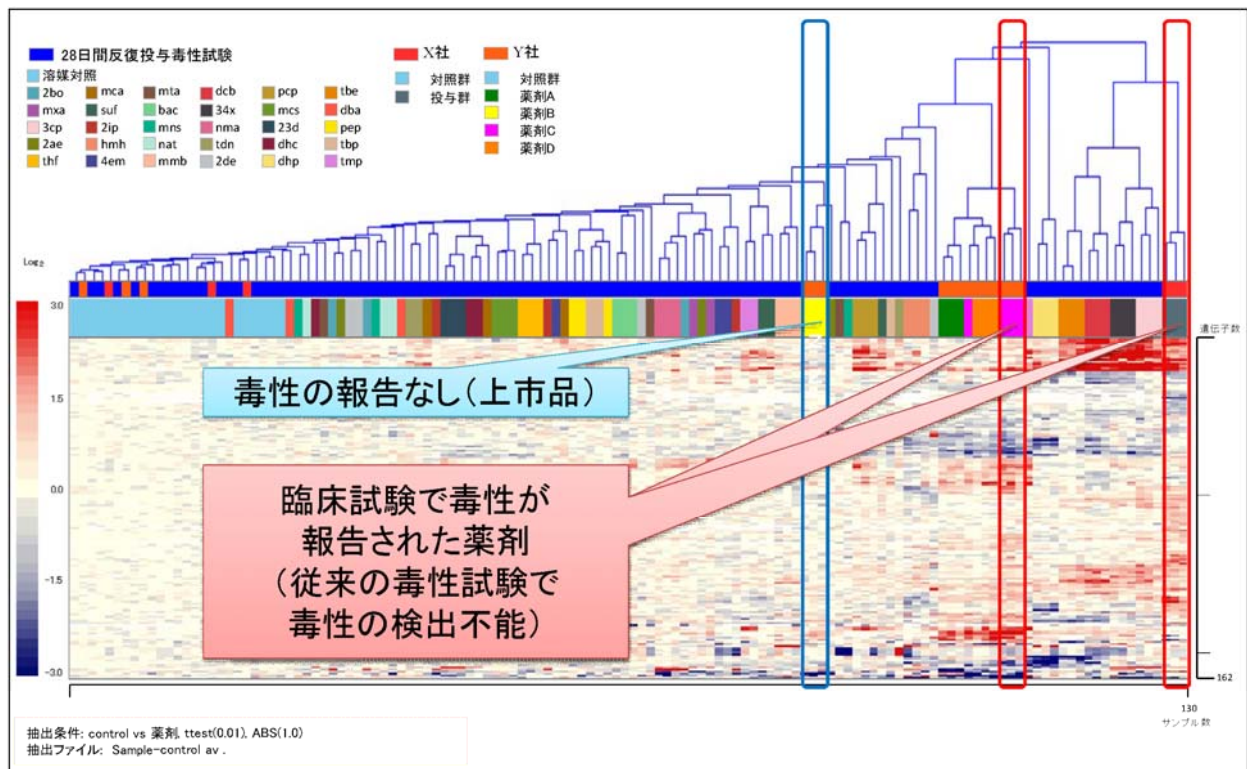 28日間反復投与毒性試験
溶媒対照
2bo mca mta dcb pcp tbe
mxa suf bac 34x mcs dba
3cp 2ip mns nma 23d pep
2ae hmh nat tdn dhc tbp
thf 4em mmb 2de dhp tmp
X社 Y社
対照群 対照群
投与群 薬剤A
薬剤B
薬剤C
薬剤D
Log2
3.0
1.5
0.0
-1.5
-3.0
遺伝子数
毒性の報告なし(上市品)
臨床試験で毒性が
報告された薬剤
(従来の毒性試験で
毒性の検出不能)
162
130
サンプル数
抽出条件: control vs 薬剤, ttest(0.01), ABS(1.0)
抽出ファイル: Sample-control av .